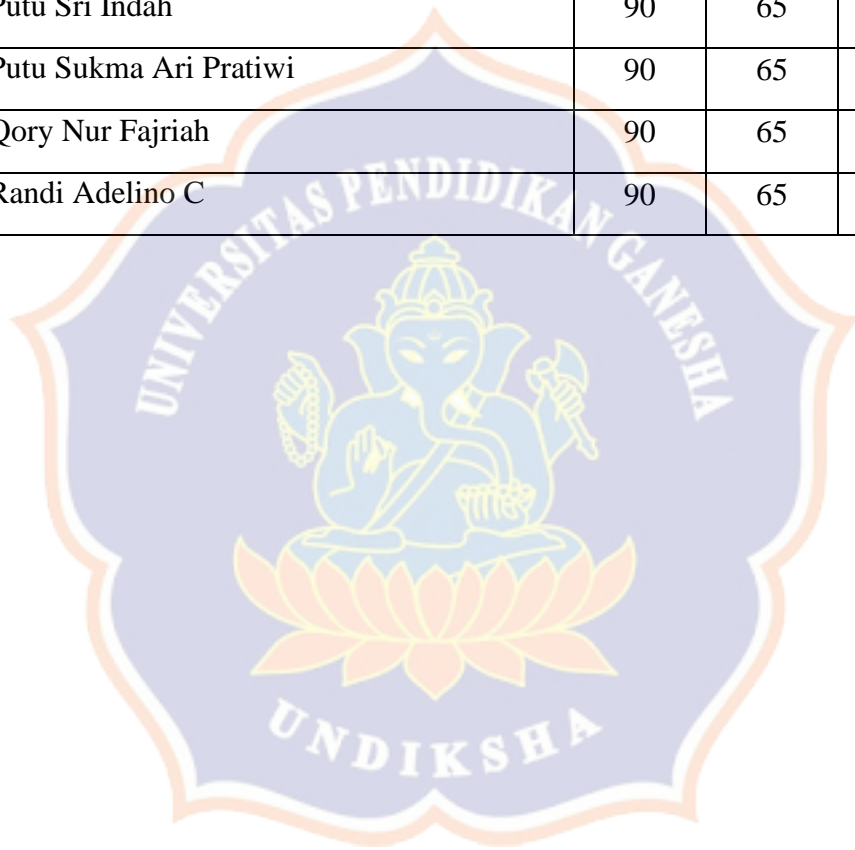 Putu Sri Indah 90 65
Putu Sukma Ari Pratiwi 90 65
Qory Nur Fajriah 90 65
Randi Adelino C 90 65
UNIVERSITAS PENDIDIKAN GANESHA
UNDIKSHA